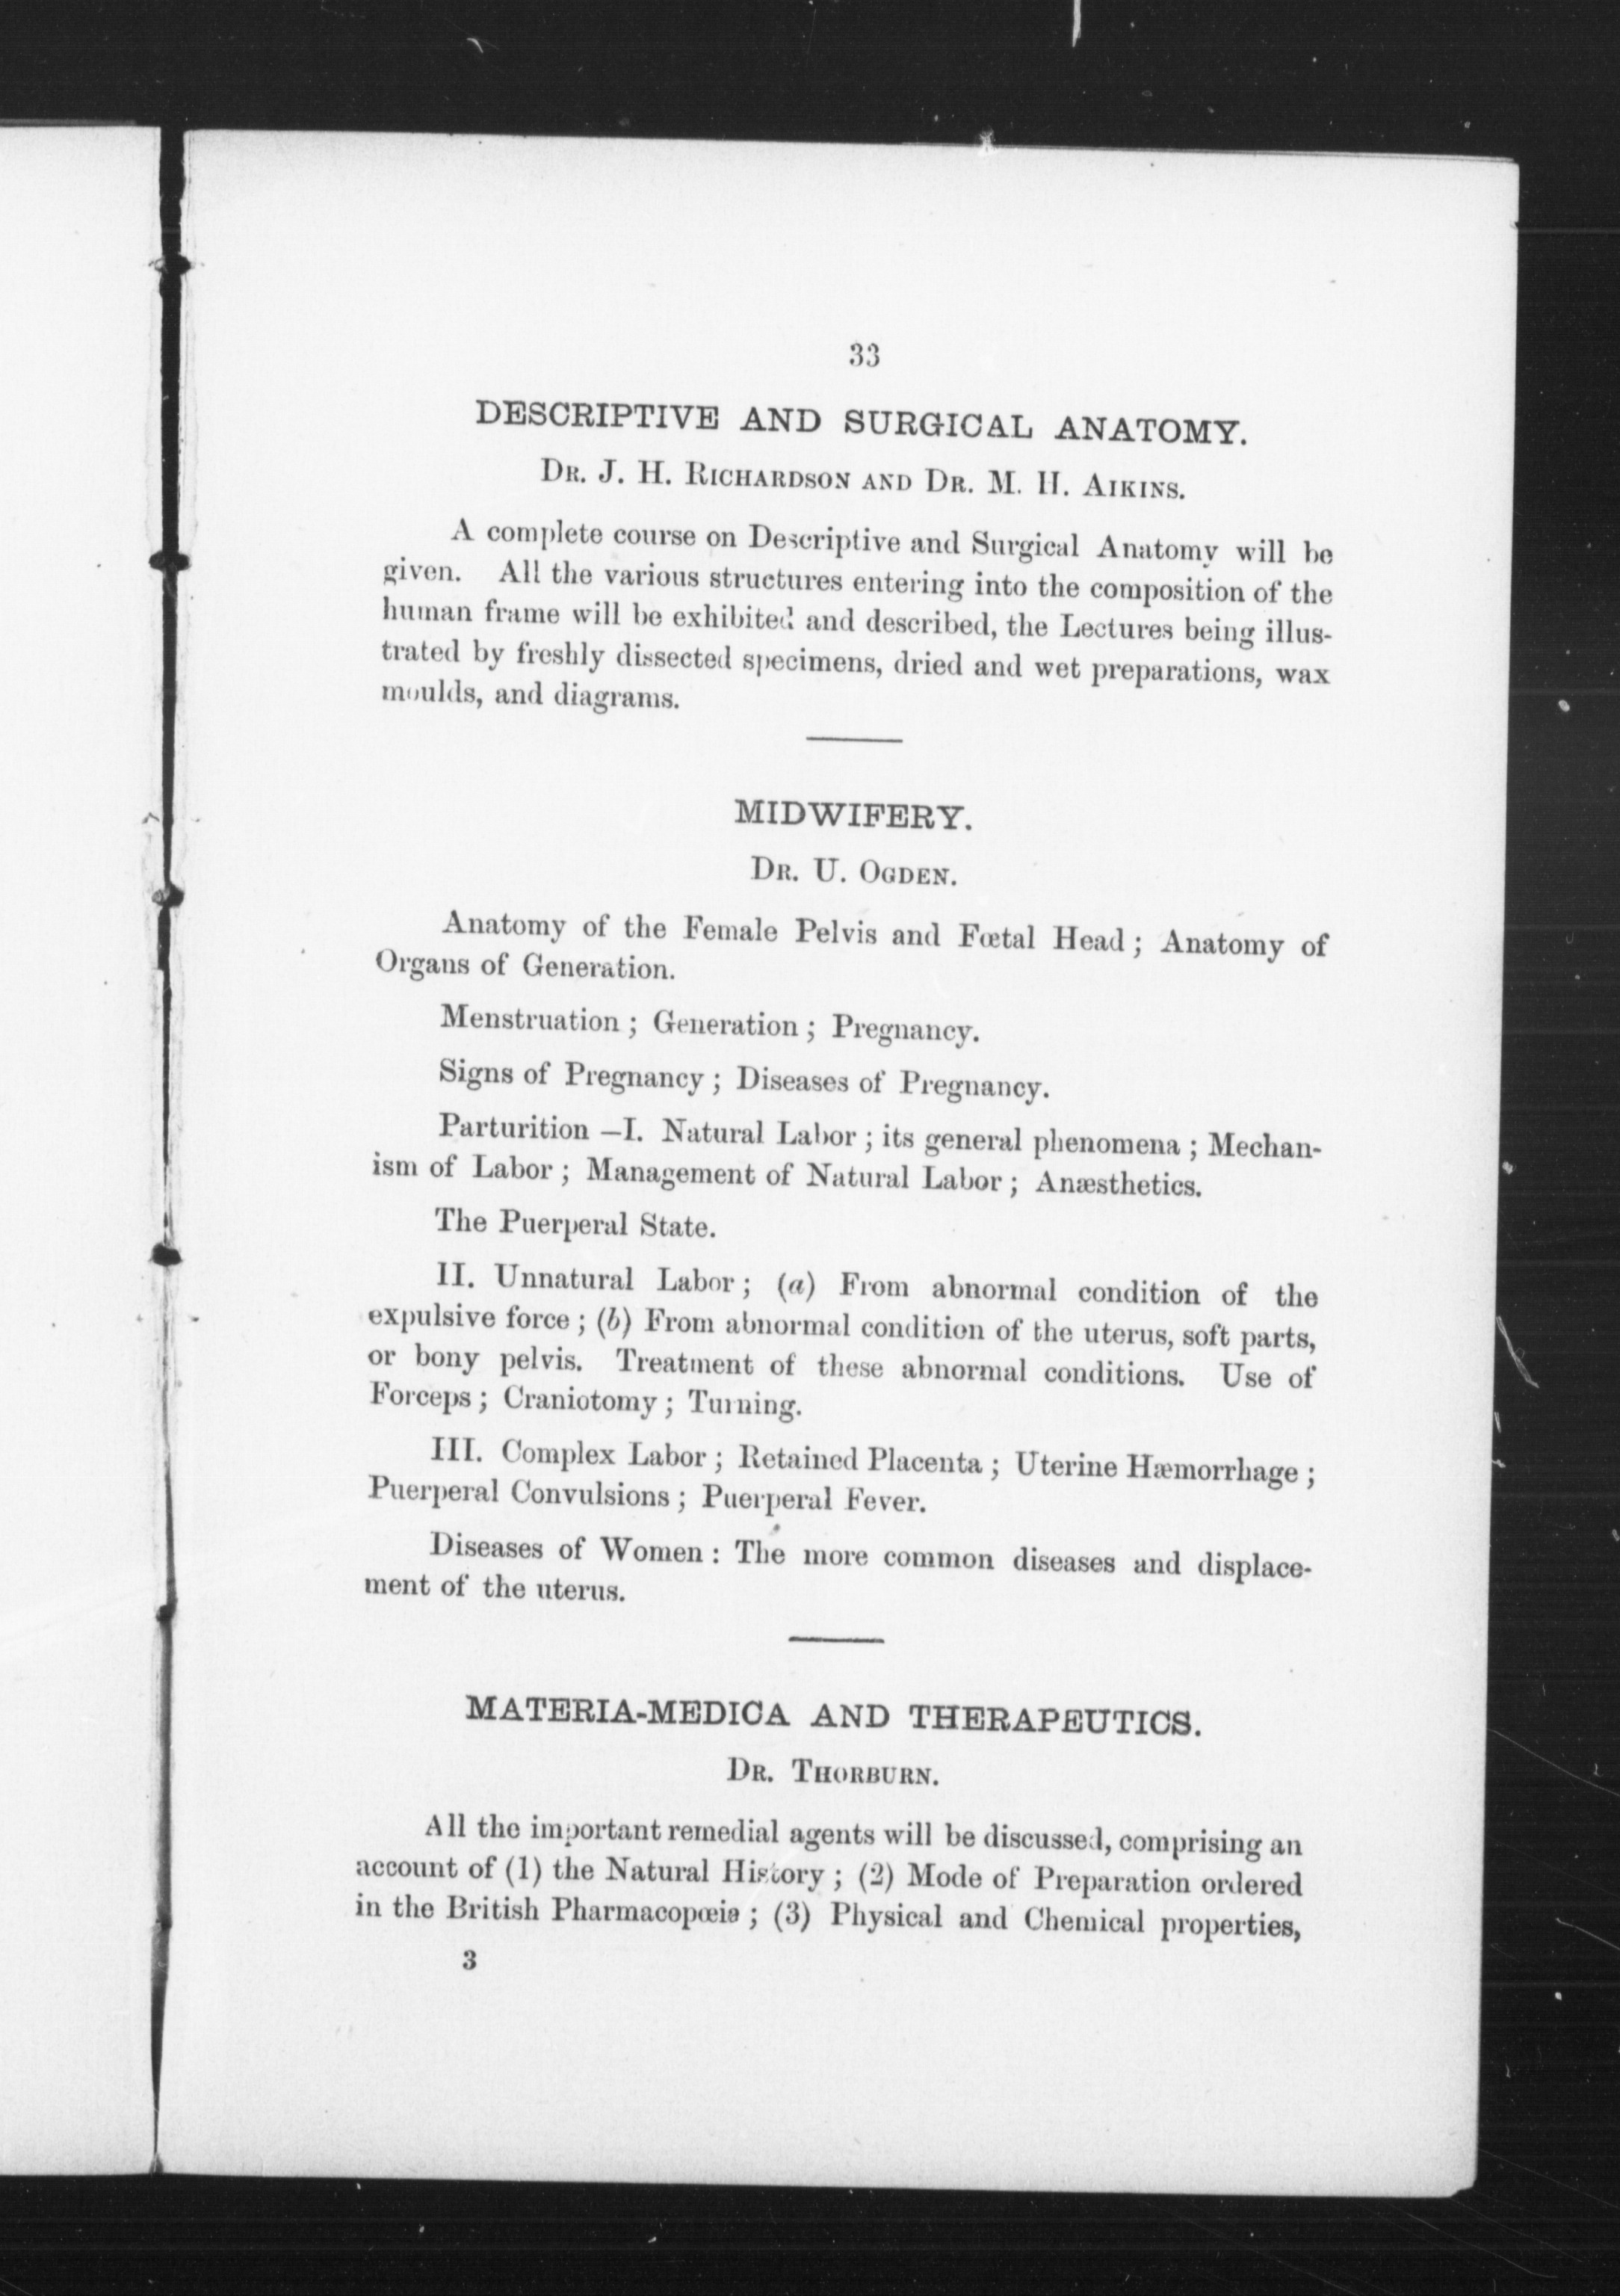 33
DESCRIPTIVE AND SURGICAL ANATOMY.
DR. J. H. RICHARDSON AND DR. M. H. AIKINS.
A complete course on Descriptive and Surgical Anatomy will be
given. All the various structures entering into the composition of the
human frame will be exhibited and described, the Lectures being illus-
trated by freshly dissected specimens, dried and wet preparations, wax
moulds, and diagrams.
MIDWIFERY.
DR. U. OGDEN.
Anatomy of the Female Pelvis and Fœtal Head ; Anatomy of
Organs of Generation.
Menstruation ; Generation ; Pregnancy.
Signs of Pregnancy ; Diseases of Pregnancy.
Parturition —I. Natural Labor ; its general phenomena ; Mechan-
ism of Labor ; Management of Natural Labor ; Anæsthetics.
The Puerperal State.
II. Unnatural Labor ; (a) From abnormal condition of the
expulsive force ; (b) From abnormal condition of the uterus, soft parts,
or bony pelvis. Treatment of these abnormal conditions. Use of
Forceps ; Craniotomy ; Turning.
III. Complex Labor ; Retained Placenta ; Uterine Hæmorrhage ;
Puerperal Convulsions ; Puerperal Fever.
Diseases of Women : The more common diseases and displace-
ment of the uterus.
MATERIA-MEDICA AND THERAPEUTICS.
DR. THORBURN.
All the important remedial agents will be discussed, comprising an
account of (1) the Natural History ; (2) Mode of Preparation ordered
in the British Pharmacopœia ; (3) Physical and Chemical properties,
3